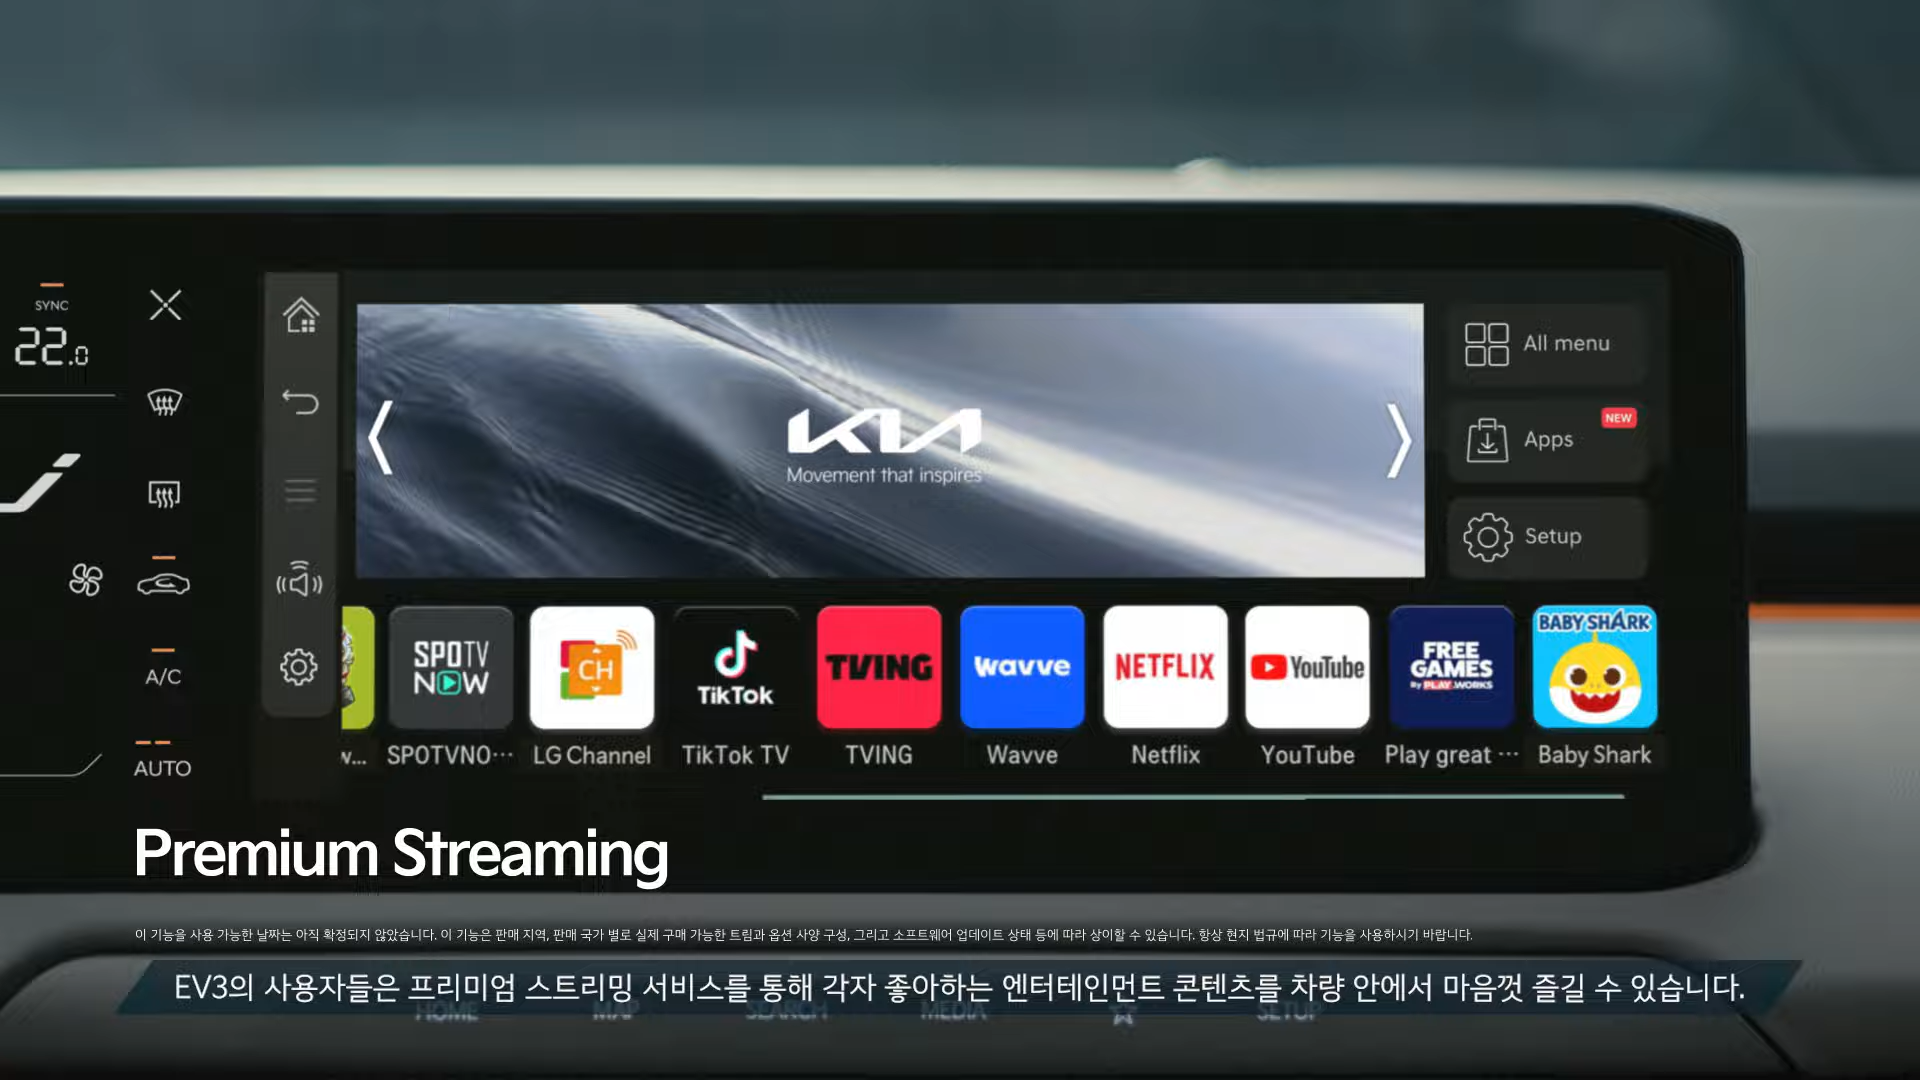 SYNC
22.0
A/C
AUTO
KIA
Movement that inspires
All menu
Apps
NEW
Setup
SPOTV
NOW
CH
TikTok
TVING
wavve
NETFLIX
YouTube
FREE
GAMES
By PLAY.WORKS
BABY SHARK
w...
SPOTVNO···
LG Channel
TikTok TV
TVING
Wavve
Netflix
YouTube
Play great ···
Baby Shark
Premium Streaming
이 기능을 사용 가능한 날짜는 아직 확정되지 않았습니다. 이 기능은 판매 지역, 판매 국가 별로 실제 구매 가능한 트림과 옵션 사양 구성, 그리고 소프트웨어 업데이트 상태 등에 따라 상이할 수 있습니다. 항상 현지 법규에 따라 기능을 사용하시기 바랍니다.
EV3의 사용자들은 프리미엄 스트리밍 서비스를 통해 각자 좋아하는 엔터테인먼트 콘텐츠를 차량 안에서 마음껏 즐길 수 있습니다.
HOME MAP SEARCH MEDIA SETUP